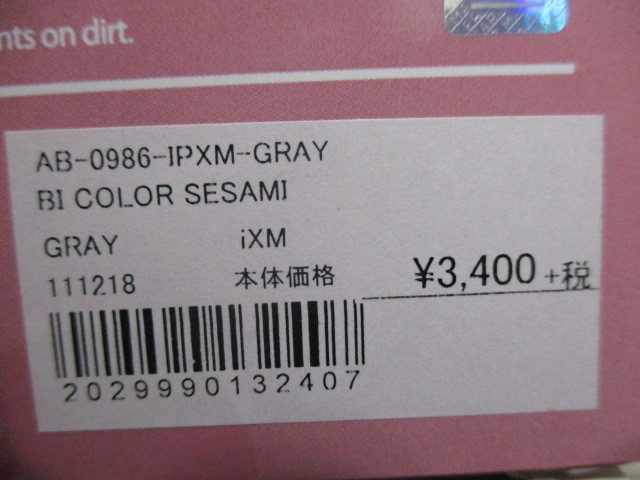 nts on dirt.
AB-0986-IPXM-GRAY
BI COLOR SESAMI
GRAY iXM
111218 本体価格 ¥3,400 +税
2029990132407